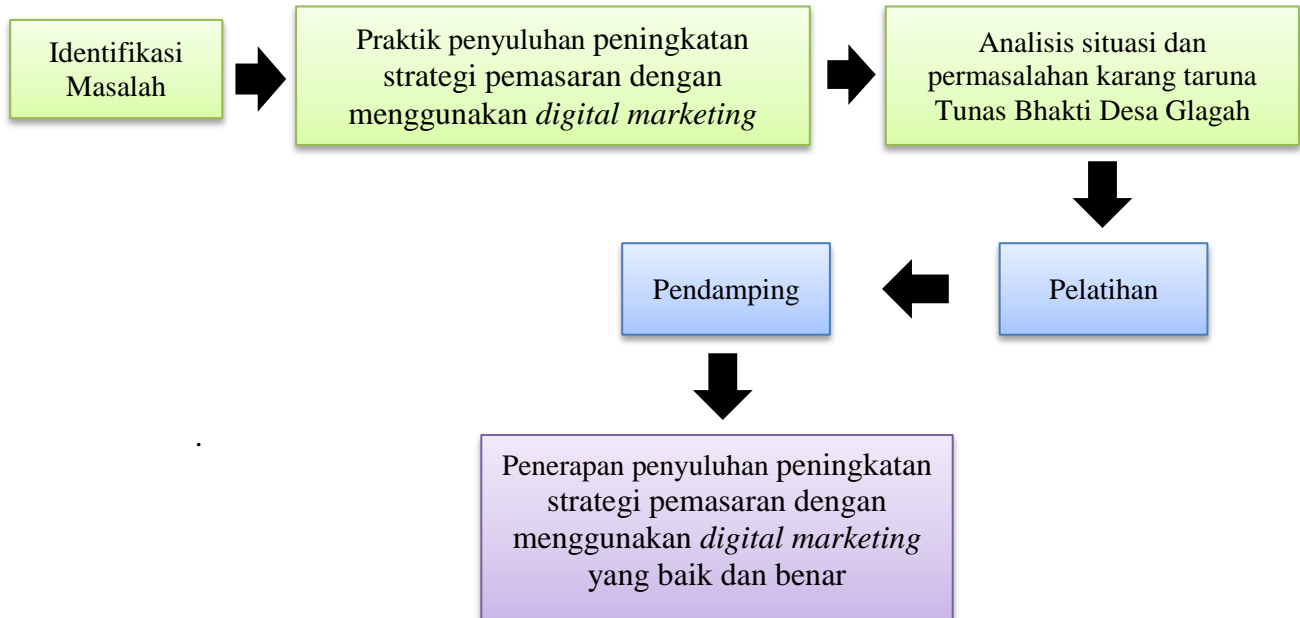 Identifikasi
Masalah
Praktik penyuluhan peningkatan
strategi pemasaran dengan
menggunakan digital marketing
Analisis situasi dan
permasalahan karang taruna
Tunas Bhakti Desa Glagah
Pelatihan
Pendamping
.
Penerapan penyuluhan peningkatan
strategi pemasaran dengan
menggunakan digital marketing
yang baik dan benar